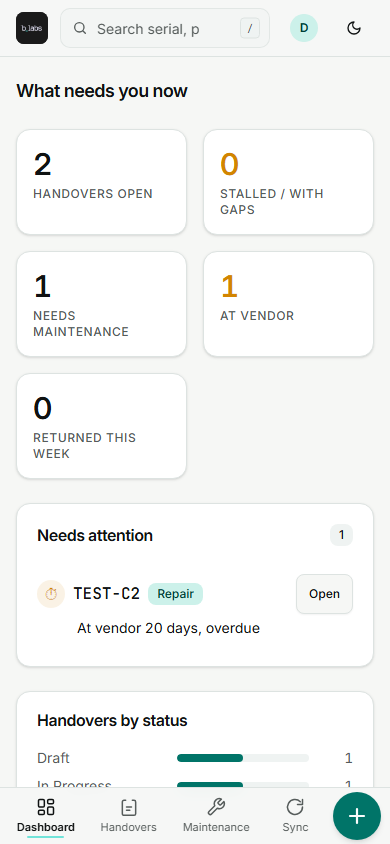 b_labs
Search serial, p
/
D
What needs you now
2
HANDOVERS OPEN
0
STALLED / WITH
GAPS
1
NEEDS
MAINTENANCE
1
AT VENDOR
0
RETURNED THIS
WEEK
Needs attention
1
TEST-C2
Repair
Open
At vendor 20 days, overdue
Handovers by status
Draft
1
In Progress
1
Dashboard
Handovers
Maintenance
Sync
+